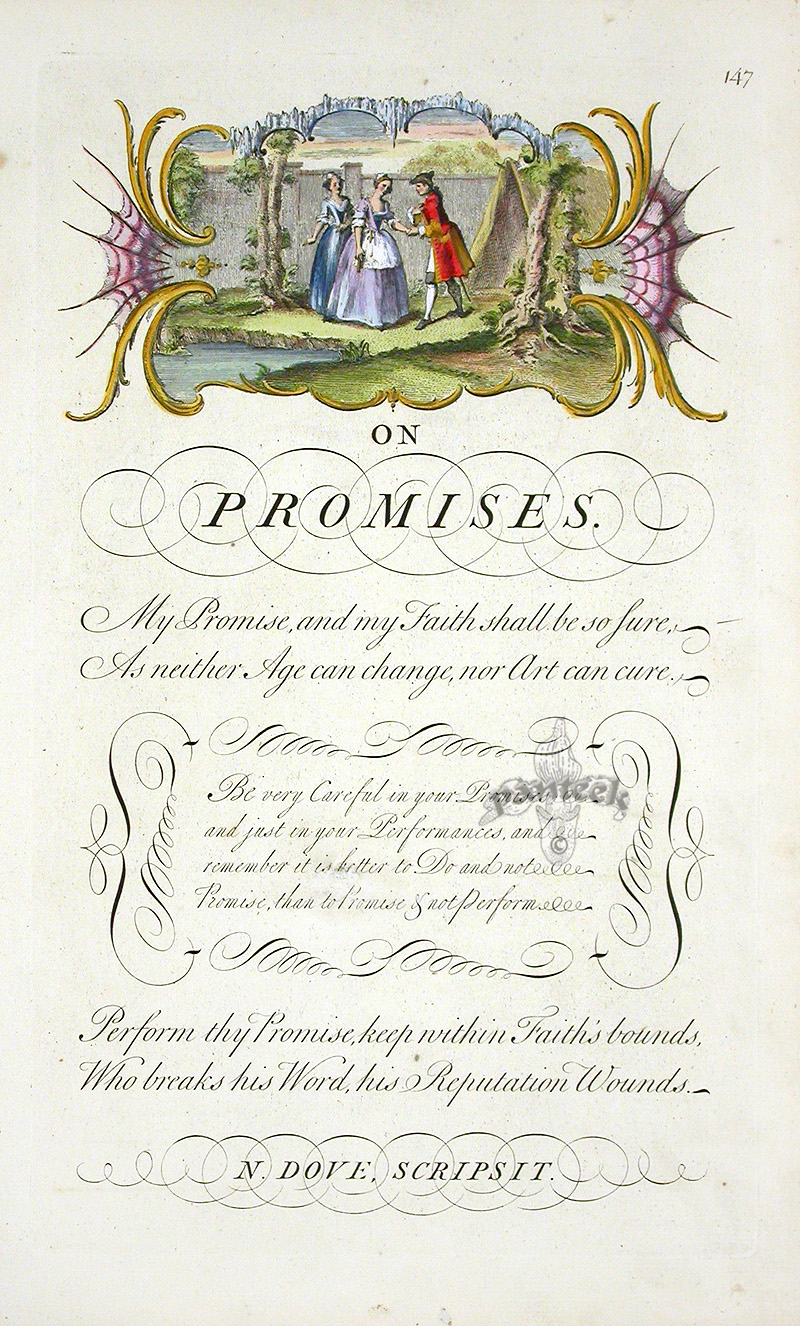 147
ON
PROMISES.
My Promise, and my Faith shall be so sure,
As neither Age can change, nor Art can cure.
Be very Careful in your Promises
and just in your Performances, and
remember it is better to Do and not
Promise, than to Promise & not Perform
Perform thy Promise, keep within Faith's bounds,
Who breaks his Word, his Reputation Wounds.
N. DOVE, SCRIPSIT.
©